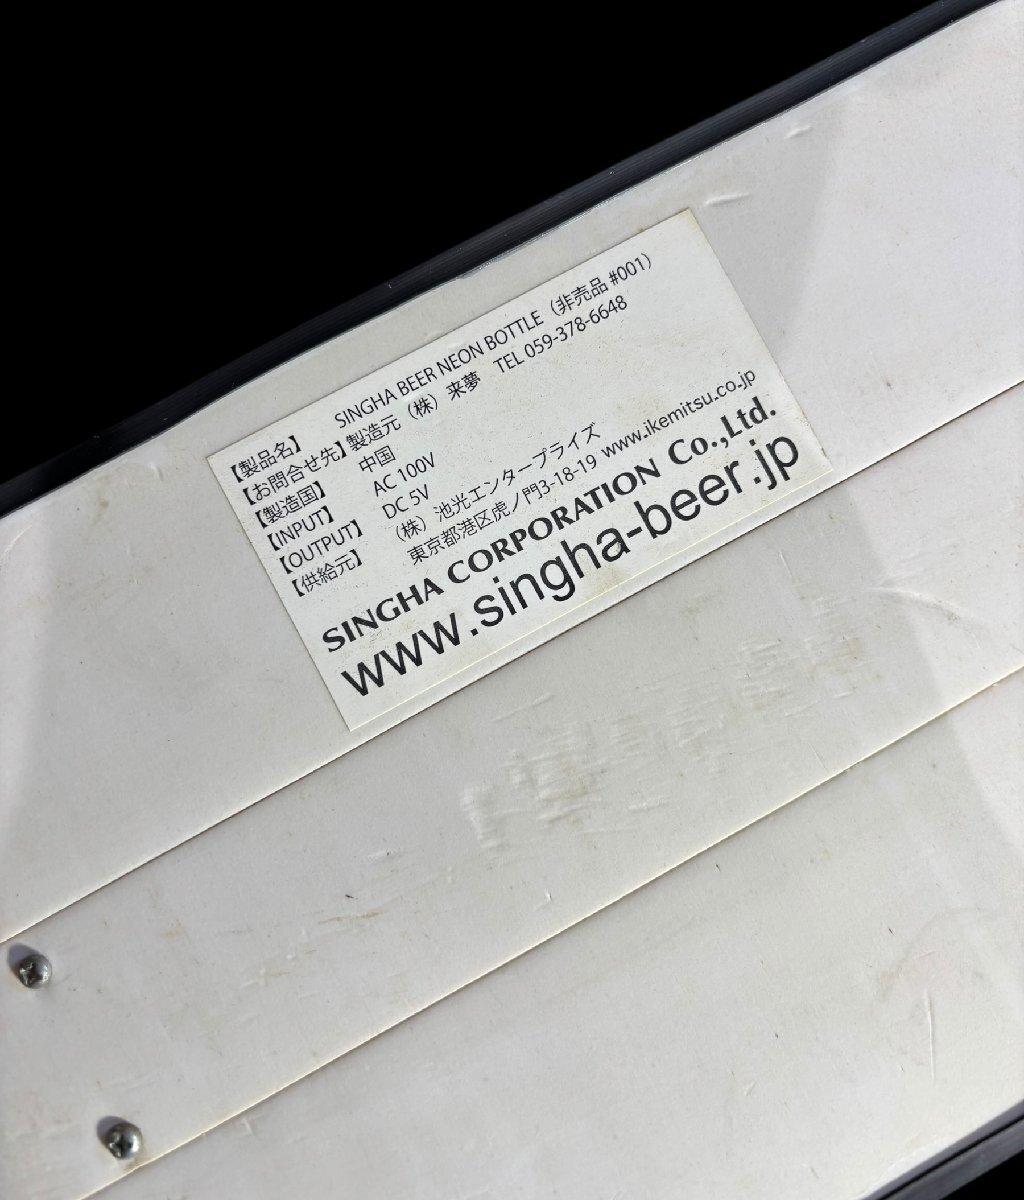 【製品名】 SINGHA BEER NEON BOTTLE（非売品 #001）
【お問合せ先】製造元（株）来夢 TEL 059-378-6648
【製造国】 中国
【INPUT】 AC 100V
【OUTPUT】 DC 5V
【供給元】 （株）池光エンタープライズ
東京都港区虎ノ門3-18-19 www.ikemitsu.co.jp
SINGHA CORPORATION Co.,Ltd.
www.singha-beer.jp